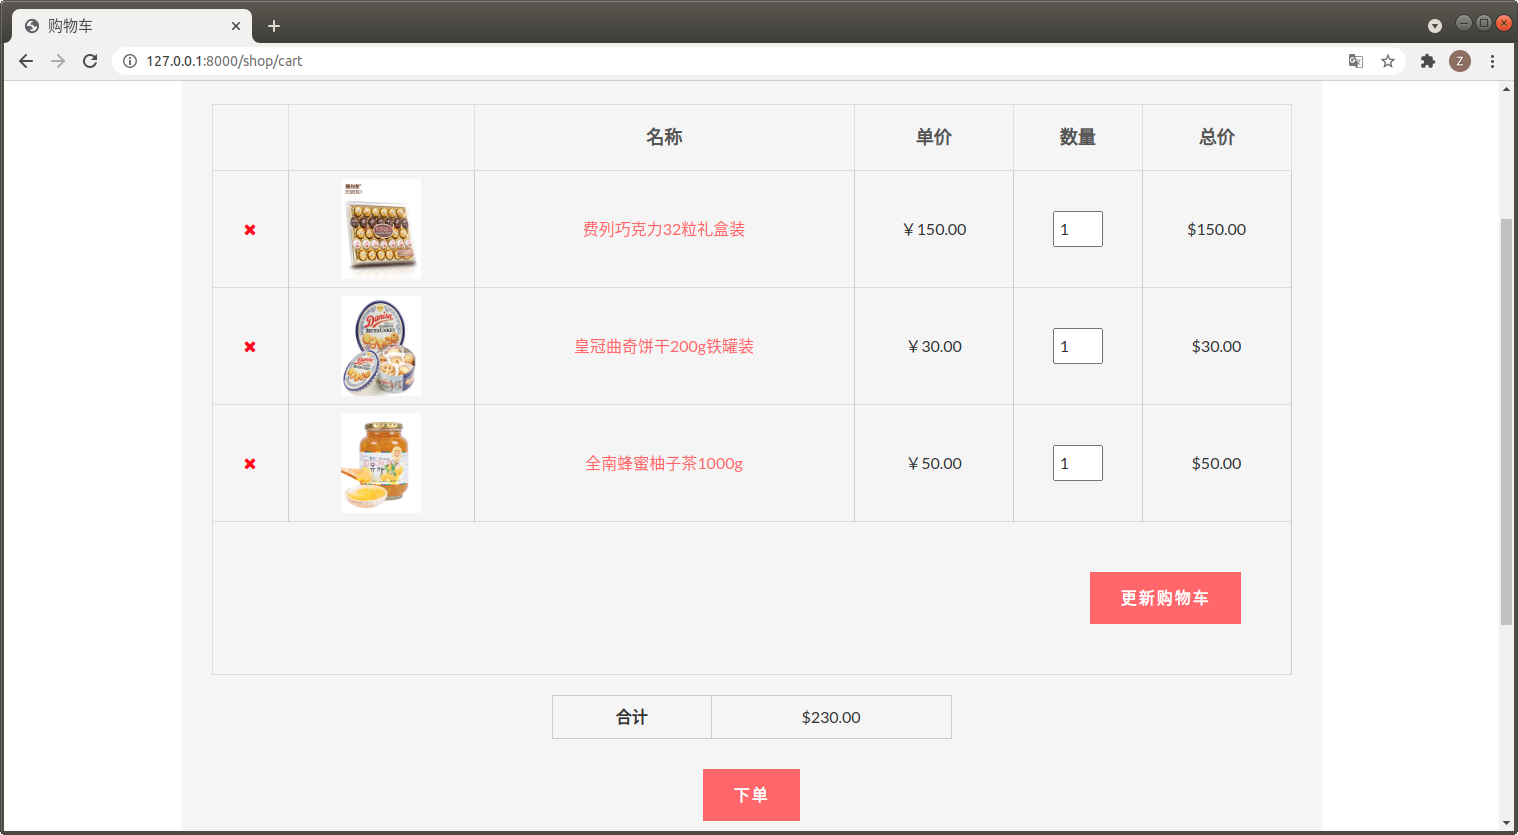 购物车
127.0.0.1:8000/shop/cart
Z
名称 单价 数量 总价
费列巧克力32粒礼盒装 ￥150.00 1 $150.00
Danisa
皇冠曲奇饼干200g铁罐装 ￥30.00 1 $30.00
全南蜂蜜柚子茶1000g ￥50.00 1 $50.00
更新购物车
合计 $230.00
下单